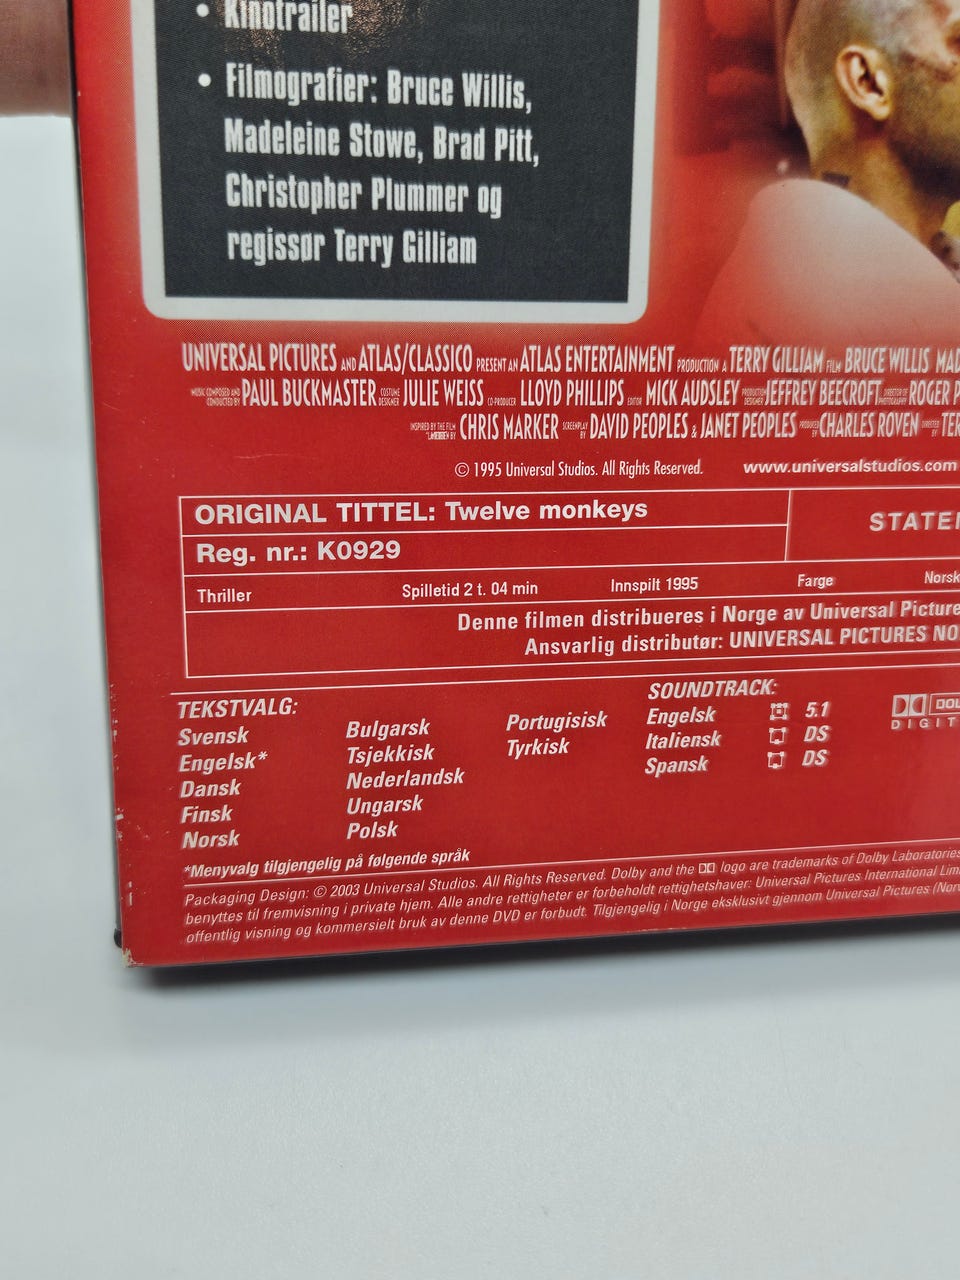 • Kinotrailer
• Filmografier: Bruce Willis,
Madeleine Stowe, Brad Pitt,
Christopher Plummer og
regissør Terry Gilliam
UNIVERSAL PICTURES AND ATLAS/CLASSICO PRESENT AN ATLAS ENTERTAINMENT PRODUCTION A TERRY GILLIAM FILM BRUCE WILLIS
MUSIC COMPOSED AND CONDUCTED BY PAUL BUCKMASTER COSTUME DESIGNER JULIE WEISS CO-PRODUCER LLOYD PHILLIPS EDITOR MICK AUDSLEY PRODUCTION DESIGNER JEFFREY BEECROFT DIRECTOR OF PHOTOGRAPHY ROGER
INSPIRED BY THE FILM CHRIS MARKER SCREENPLAY BY DAVID PEOPLES & JANET PEOPLES PRODUCED BY CHARLES ROVEN DIRECTED BY
© 1995 Universal Studios. All Rights Reserved. www.universalstudios.com
ORIGINAL TITTEL: Twelve monkeys
Reg. nr.: K0929
Thriller Spilletid 2 t. 04 min Innspilt 1995 Farge Norsk
Denne filmen distribueres i Norge av Universal Picture
Ansvarlig distributør: UNIVERSAL PICTURES NO
TEKSTVALG:
Svensk
Engelsk*
Dansk
Finsk
Norsk
Bulgarsk
Tsjekkisk
Nederlandsk
Ungarsk
Polsk
Portugisisk
Tyrkisk
SOUNDTRACK:
Engelsk 5.1
Italiensk DS
Spansk DS
*Menyvalg tilgjengelig på følgende språk
Packaging Design: © 2003 Universal Studios. All Rights Reserved. Dolby and the logo are trademarks of Dolby Laboratories
benyttes til fremvisning i private hjem. Alle andre rettigheter er forbeholdt rettighetshaver: Universal Pictures International Lim
offentlig visning og kommersielt bruk av denne DVD er forbudt. Tilgjengelig i Norge eksklusivt gjennom Universal Pictures (Nor